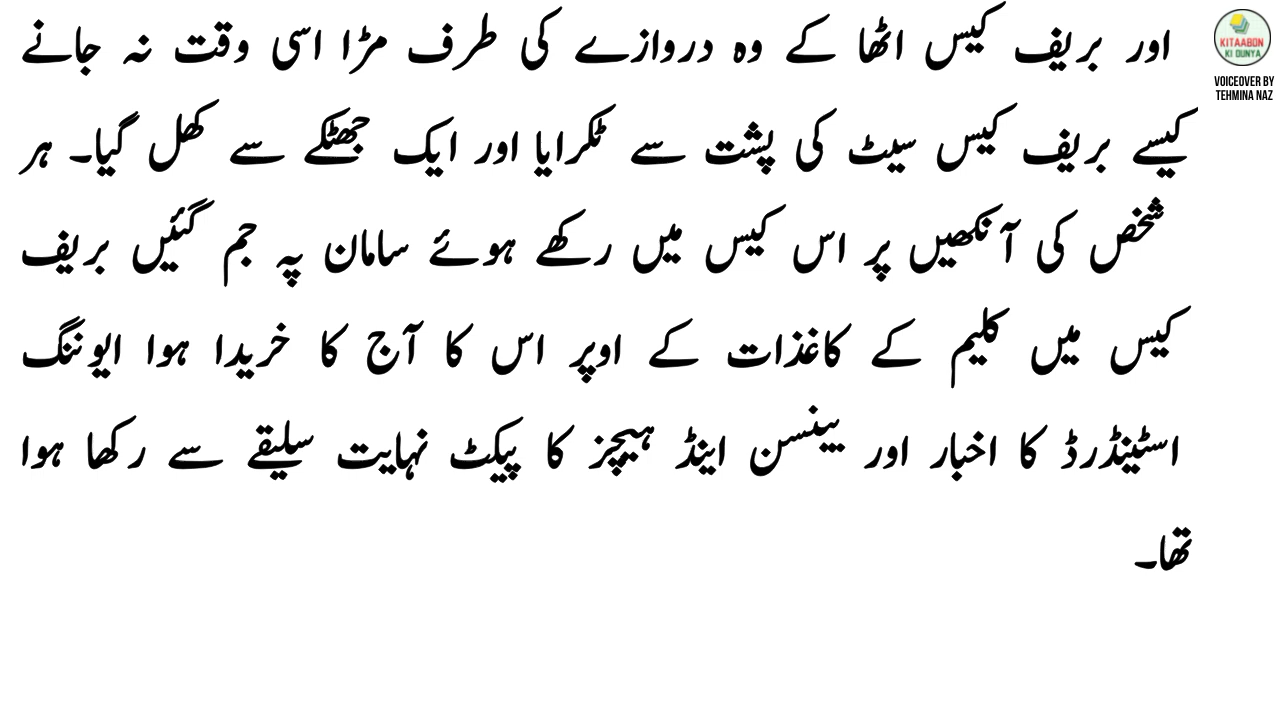 اور بریف کیس اٹھا کے وہ دروازے کی طرف مڑا اسی وقت نہ جانے
کیسے بریف کیس سیٹ کی پشت سے ٹکرایا اور ایک جھٹکے سے کھل گیا۔ ہر
شخص کی آنکھیں پر اس کیس میں رکھے ہوئے سامان پہ جم گئیں بریف
کیس میں کلیم کے کاغذات کے اوپر اس کا آج کا خریدا ہوا ایوننگ
اسٹینڈرڈ کا اخبار اور بینسن اینڈ ہیچز کا پیکٹ نہایت سلیقے سے رکھا ہوا
تھا۔
KITAABON
KI DUNYA
VOICEOVER BY
TEHMINA NAZ